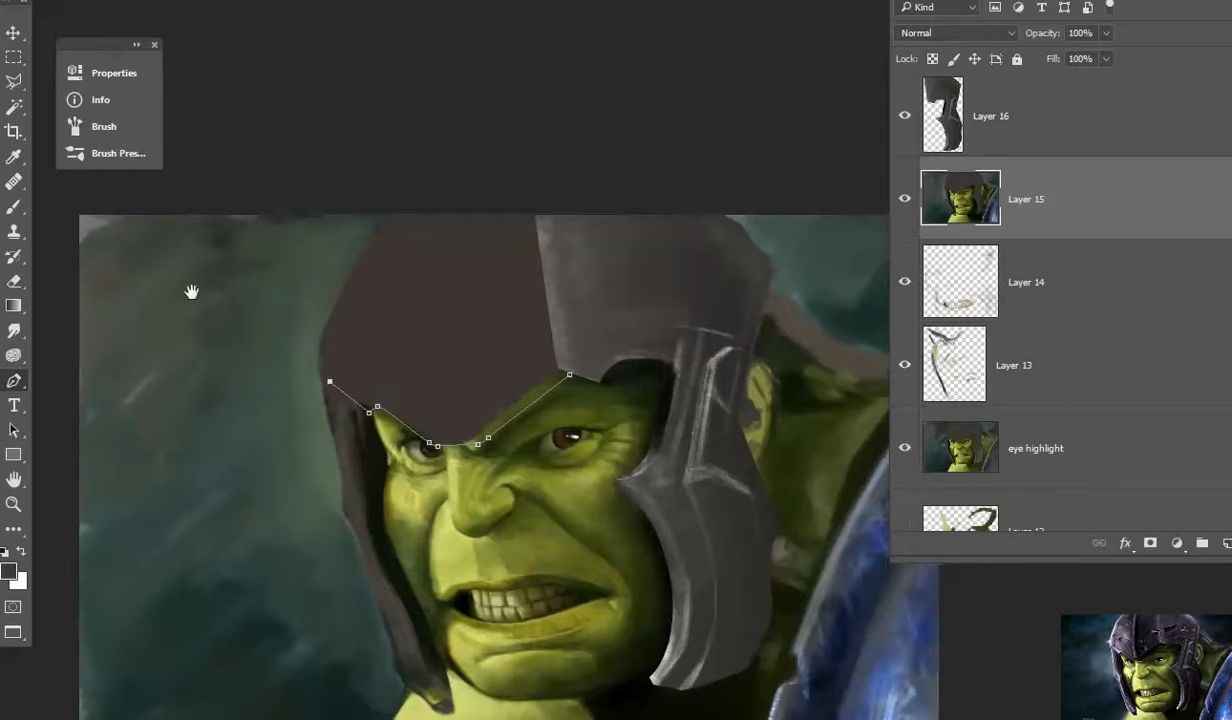 Kind
Normal Opacity: 100%
Lock: Fill: 100%
Properties
Info
Brush
Brush Pres...
Layer 16
Layer 15
Layer 14
Layer 13
eye highlight